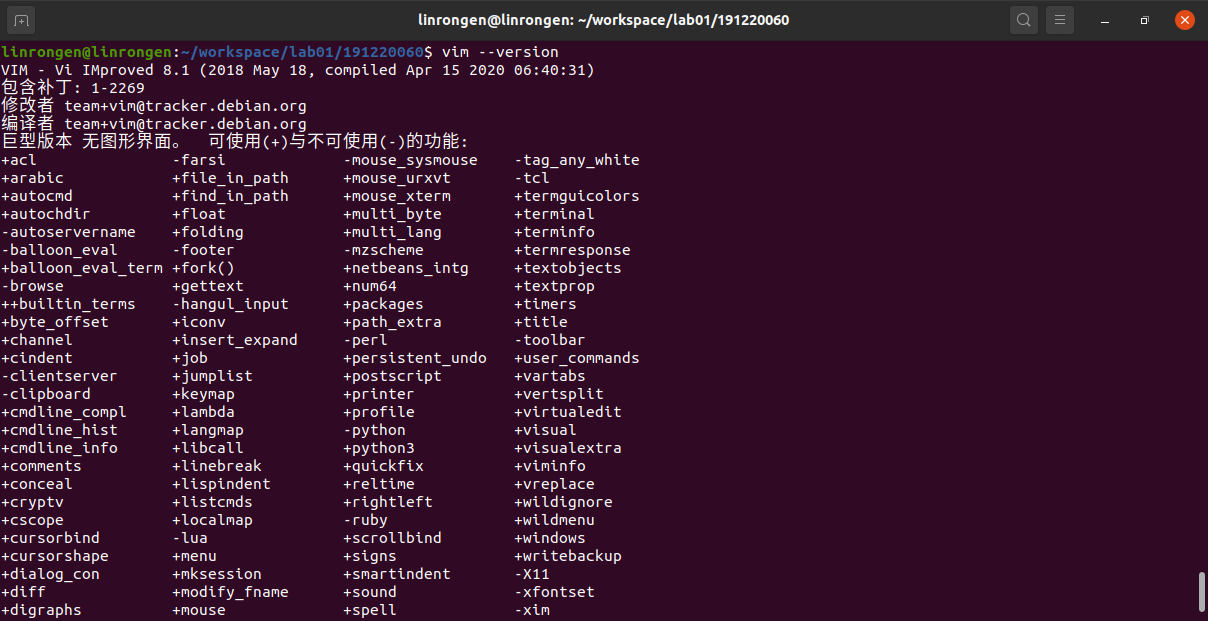 linrongen@linrongen: ~/workspace/lab01/191220060
linrongen@linrongen:~/workspace/lab01/191220060$ vim --version
VIM - Vi IMproved 8.1 (2018 May 18, compiled Apr 15 2020 06:40:31)
包含补丁: 1-2269
修改者 team+vim@tracker.debian.org
编译者 team+vim@tracker.debian.org
巨型版本 无图形界面。  可使用(+)与不可使用(-)的功能:
+acl               -farsi             -mouse_sysmouse    -tag_any_white
+arabic            +file_in_path      +mouse_urxvt       -tcl
+autocmd           +find_in_path      +mouse_xterm       +termguicolors
+autochdir         +float             +multi_byte        +terminal
-autoservername    +folding           +multi_lang        +terminfo
-balloon_eval      -footer            -mzscheme          +termresponse
+balloon_eval_term +fork()            +netbeans_intg     +textobjects
-browse            +gettext           +num64             +textprop
++builtin_terms    -hangul_input      +packages          +timers
+byte_offset       +iconv             +path_extra        +title
+channel           +insert_expand     -perl              -toolbar
+cindent           +job               +persistent_undo   +user_commands
-clientserver      +jumplist          +postscript        +vartabs
-clipboard         +keymap            +printer           +vertsplit
+cmdline_compl     +lambda            +profile           +virtualedit
+cmdline_hist      +langmap           -python            +visual
+cmdline_info      +libcall           +python3           +visualextra
+comments          +linebreak         +quickfix          +viminfo
+conceal           +lispindent        +reltime           +vreplace
+cryptv            +listcmds          +rightleft         +wildignore
+cscope            +localmap          -ruby              +wildmenu
+cursorbind        -lua               +scrollbind        +windows
+cursorshape       +menu              +signs             +writebackup
+dialog_con        +mksession         +smartindent       -X11
+diff              +modify_fname      +sound             -xfontset
+digraphs          +mouse             +spell             -xim